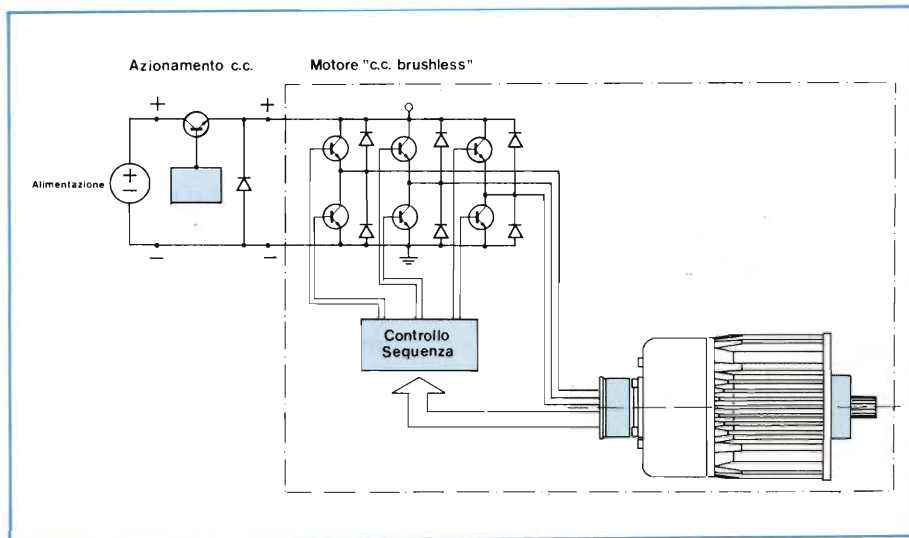 Azionamento c.c.
Motore "c.c. brushless"
+
+
Alimentazione
+
−
−
−
Controllo
Sequenza